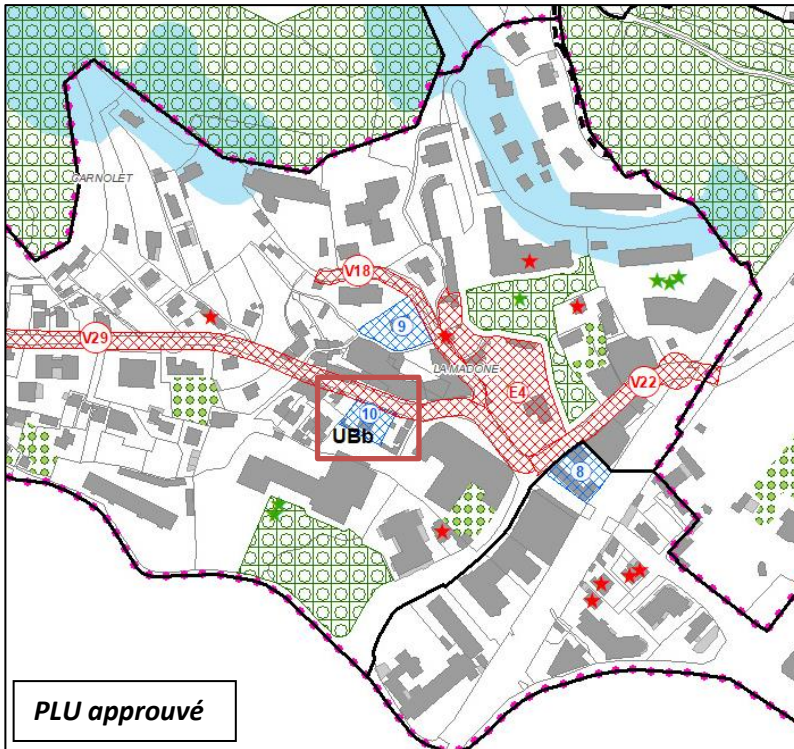 GARNOLET
V18
9
V29
LA MADONE
E4
V22
10
UBb
8
PLU approuvé